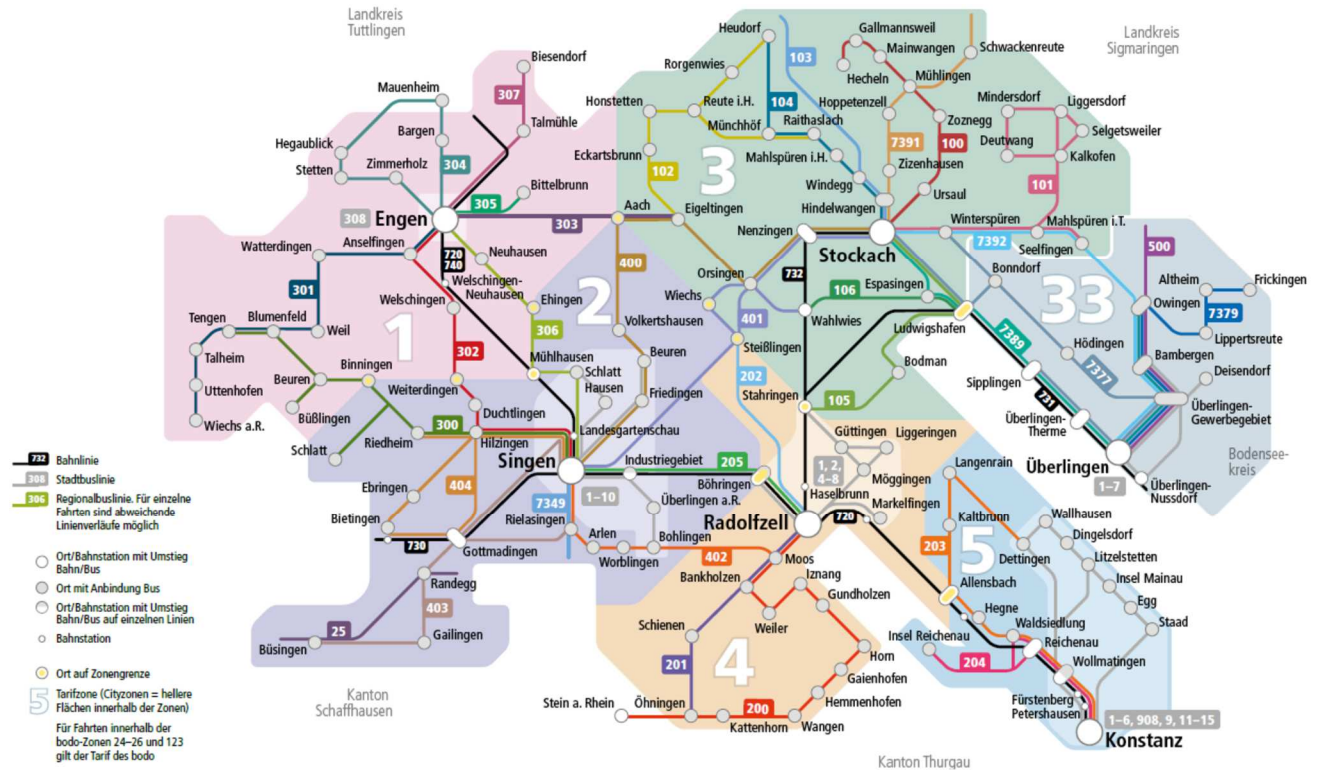 Landkreis
Tuttlingen
Landkreis
Sigmaringen
Heudorf
103
Gallmannsweil
Mainwangen
Schwackenreute
Biesendorf
Rorgenwies
Hecheln
Mühlingen
Mauenheim
307
Honstetten
Reute i.H.
104
Hoppetenzell
Mindersdorf
Liggersdorf
Talmühle
Münchhöf
Raithaslach
Zoznegg
Selgetsweiler
Bargen
7391
100
Deutwang
Hegaublick
Eckartsbrunn
Mahlspüren i.H.
Kalkofen
Zimmerholz
304
102
3
Zizenhausen
Stetten
Bittelbrunn
Windegg
101
305
Ursaul
Aach
Eigeltingen
Hindelwangen
308
Engen
303
Winterspüren
Mahlspüren i.T.
Nenzingen
7392
500
Watterdingen
Anselfingen
Neuhausen
Stockach
Seelfingen
720
740
400
732
Bonndorf
Altheim
Frickingen
Welschingen-
Neuhausen
Orsingen
Espasingen
33
301
2
Wiechs
106
Owingen
7379
Welschingen
Ehingen
Tengen
Blumenfeld
Weil
1
306
Volkertshausen
401
Wahlwies
Ludwigshafen
7389
Lippertsreute
Talheim
302
Steißlingen
Hödingen
Bambergen
Binningen
Mühlhausen
Schlatt
Beuren
Bodman
7377
Deisendorf
Uttenhofen
Beuren
Weiterdingen
Hausen
202
Sipplingen
731
Friedingen
Stahringen
105
Überlingen-
Gewerbegebiet
Büßlingen
Duchtlingen
Überlingen-
Therme
Wiechs a.R.
300
Landesgartenschau
Güttingen
Liggeringen
Schlatt
Riedheim
Hilzingen
Singen
Industriegebiet
205
1, 2,
4–8
Überlingen
Bodensee-
kreis
Langenrain
Böhringen
Möggingen
404
1–10
1–7
Überlingen-
Nussdorf
Ebringen
7349
Überlingen a.R.
Haselbrunn
Markelfingen
Kaltbrunn
Wallhausen
Bietingen
Rielasingen
Radolfzell
720
Dingelsdorf
Arlen
Bohlingen
203
5
Dettingen
Litzelstetten
730
Gottmadingen
Worblingen
402
Moos
Insel Mainau
Randegg
Bankholzen
Iznang
Allensbach
Egg
403
Gundholzen
Hegne
Staad
Weiler
Waldsiedlung
25
Gailingen
Schienen
Insel Reichenau
Reichenau
Büsingen
Horn
204
Wollmatingen
201
4
Gaienhofen
Kanton
Schaffhausen
Hemmenhofen
Fürstenberg
Petershausen
Stein a. Rhein
Öhningen
200
1–6, 908, 9, 11–15
Kattenhorn
Wangen
Konstanz
Kanton Thurgau
732 Bahnlinie
308 Stadtbuslinie
306 Regionalbuslinie. Für einzelne
Fahrten sind abweichende
Linienverläufe möglich
Ort/Bahnstation mit Umstieg
Bahn/Bus
Ort mit Anbindung Bus
Ort/Bahnstation mit Umstieg
Bahn/Bus auf einzelnen Linien
Bahnstation
Ort auf Zonengrenze
5 Tarifzone (Cityzonen = hellere
Flächen innerhalb der Zonen)
Für Fahrten innerhalb der
bodo-Zonen 24–26 und 123
gilt der Tarif des bodo